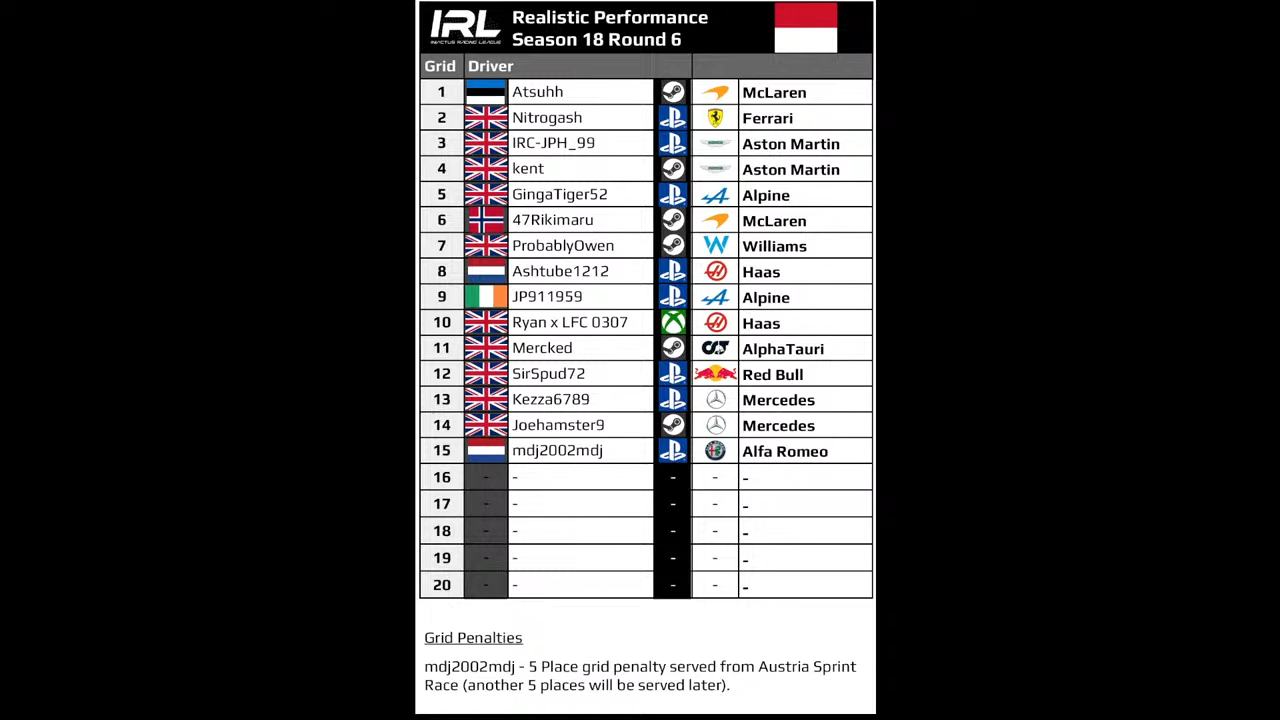 IRL Realistic Performance
INVICTUS RACING LEAGUE Season 18 Round 6
Grid Driver
1 Atsuhh McLaren
2 Nitrogash Ferrari
3 IRC-JPH_99 Aston Martin
4 kent Aston Martin
5 GingaTiger52 Alpine
6 47Rikimaru McLaren
7 ProbablyOwen Williams
8 Ashtube1212 Haas
9 JP911959 Alpine
10 Ryan x LFC 0307 Haas
11 Mercked AlphaTauri
12 SirSpud72 Red Bull
13 Kezza6789 Mercedes
14 Joehamster9 Mercedes
15 mdj2002mdj Alfa Romeo
16 - - - - -
17 - - - - -
18 - - - - -
19 - - - - -
20 - - - - -
Grid Penalties
mdj2002mdj - 5 Place grid penalty served from Austria Sprint
Race (another 5 places will be served later).